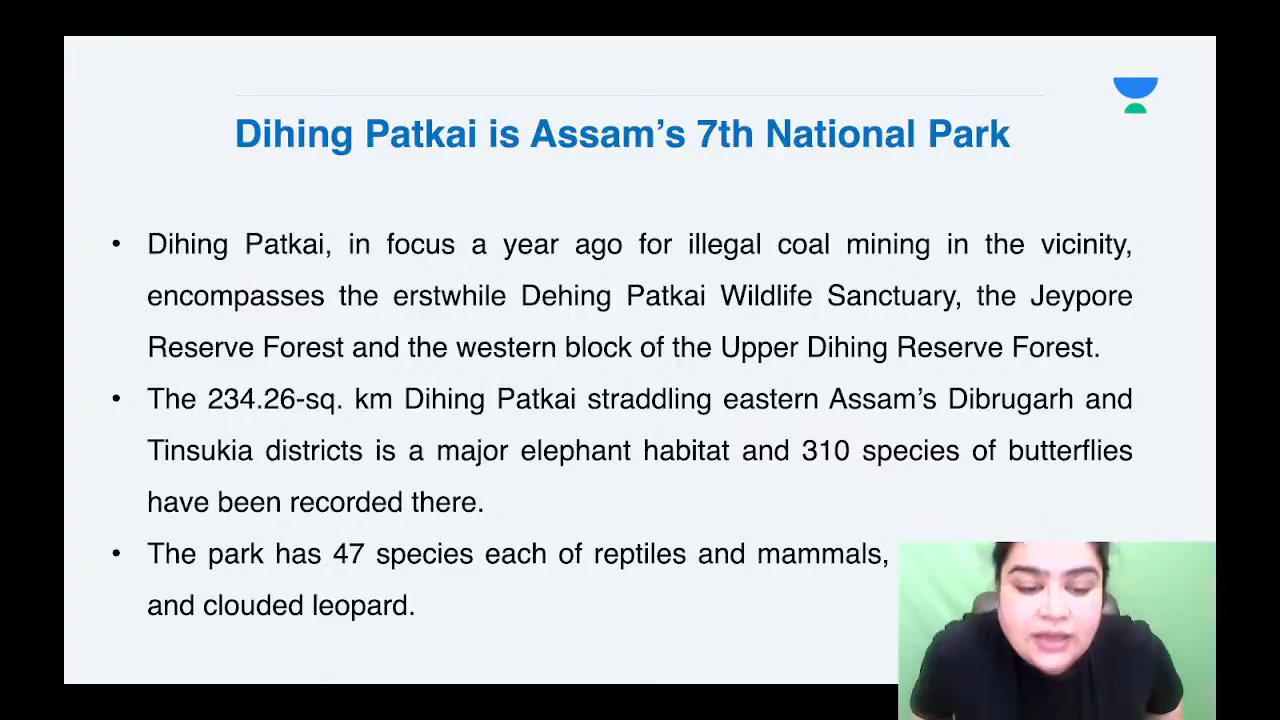 Dihing Patkai is Assam’s 7th National Park
• Dihing Patkai, in focus a year ago for illegal coal mining in the vicinity,
encompasses the erstwhile Dehing Patkai Wildlife Sanctuary, the Jeypore
Reserve Forest and the western block of the Upper Dihing Reserve Forest.
• The 234.26-sq. km Dihing Patkai straddling eastern Assam’s Dibrugarh and
Tinsukia districts is a major elephant habitat and 310 species of butterflies
have been recorded there.
• The park has 47 species each of reptiles and mammals,
and clouded leopard.